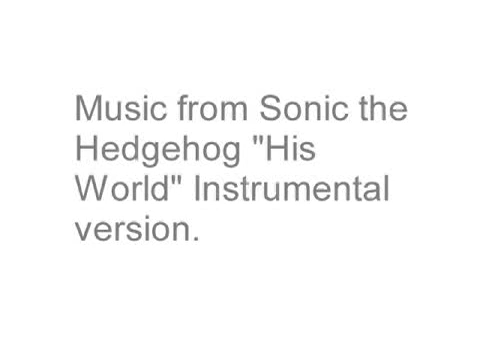 Music from Sonic the
Hedgehog "His
World" Instrumental
version.